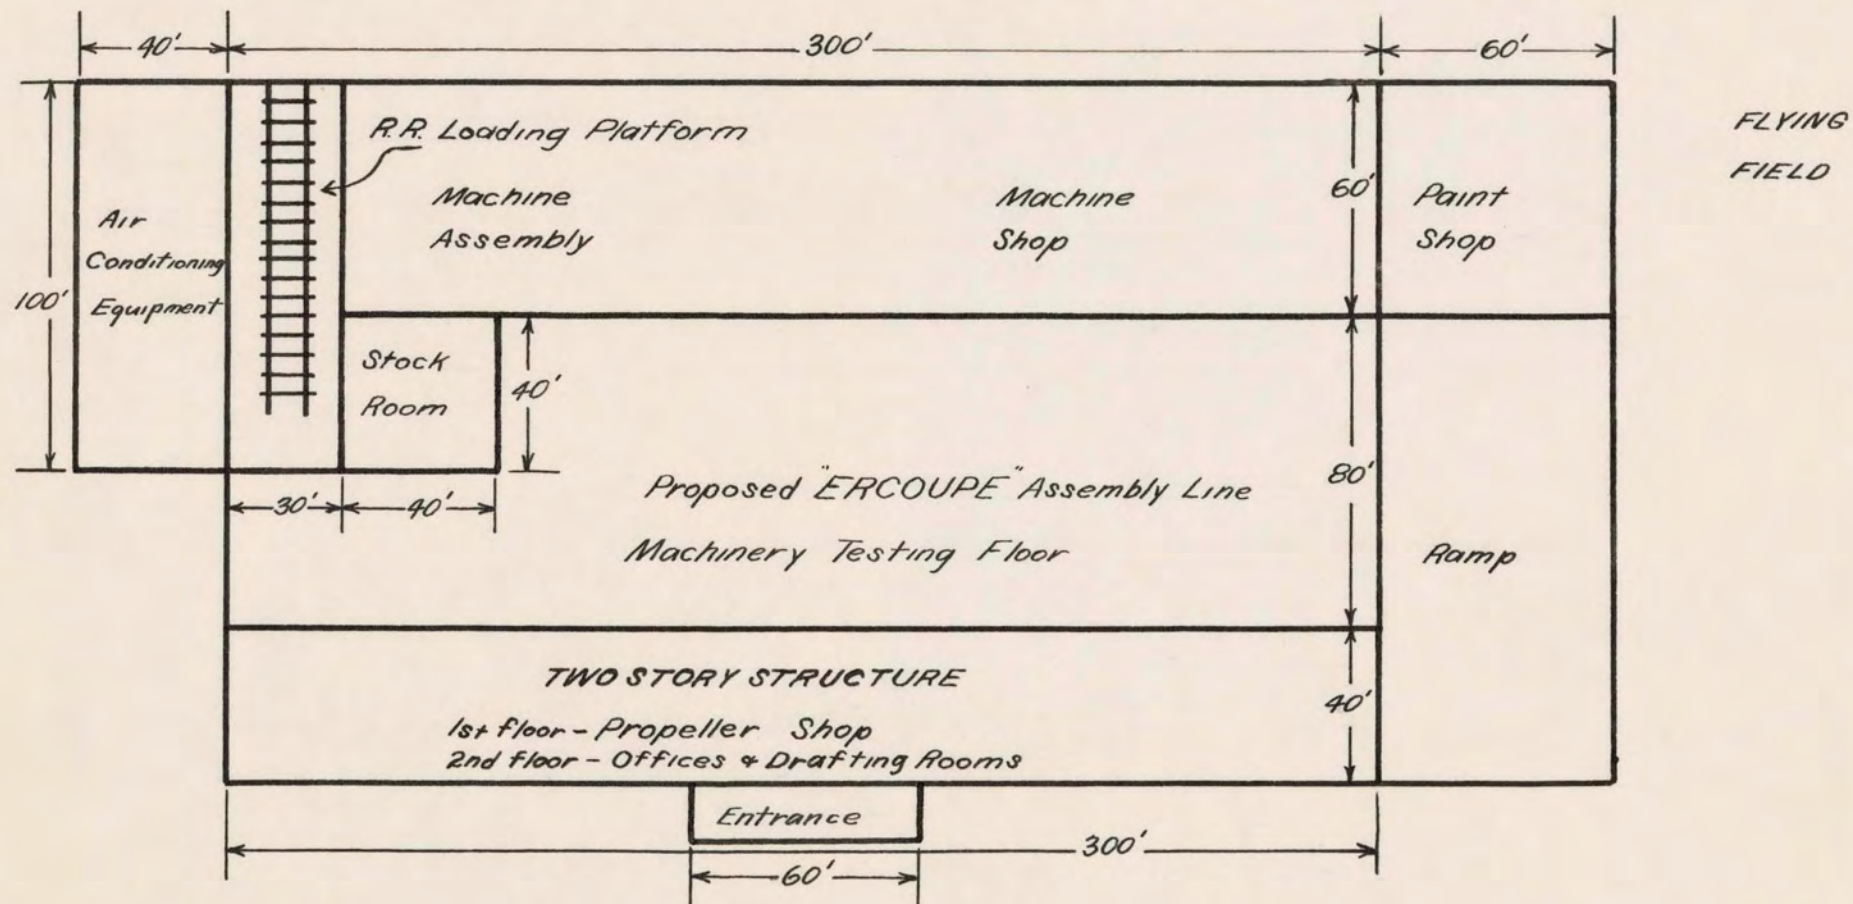 40'
300'
60'
FLYING
FIELD
R.R. Loading Platform
Machine
Assembly
Machine
Shop
60'
Paint
Shop
Air
Conditioning
Equipment
100'
Stock
Room
40'
30'
40'
Proposed "ERCOUPE" Assembly Line
Machinery Testing Floor
80'
Ramp
TWO STORY STRUCTURE
1st floor - Propeller Shop
2nd floor - Offices & Drafting Rooms
40'
Entrance
300'
60'